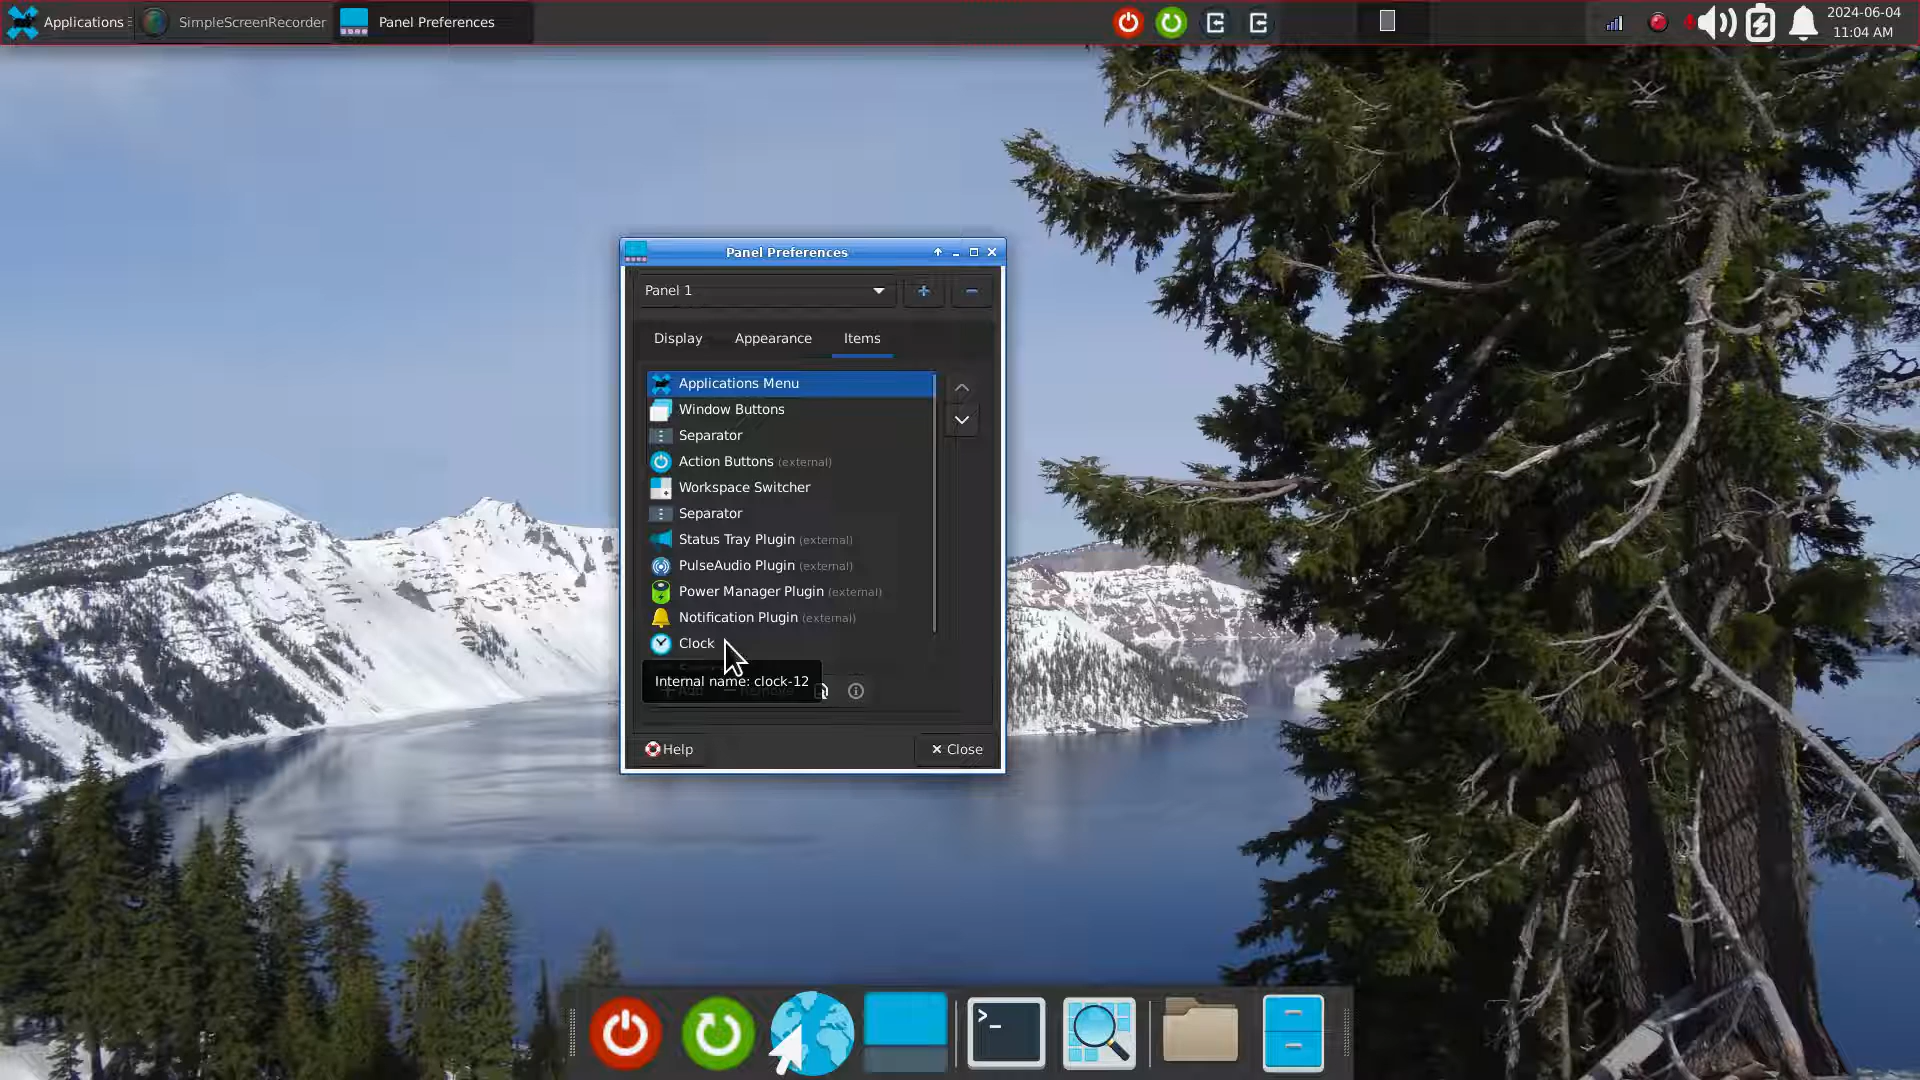 Applications
SimpleScreenRecorder
Panel Preferences
2024-06-04
11:04 AM
Panel Preferences
Panel 1
Display
Appearance
Items
Applications Menu
Window Buttons
Separator
Action Buttons (external)
Workspace Switcher
Separator
Status Tray Plugin (external)
PulseAudio Plugin (external)
Power Manager Plugin (external)
Notification Plugin (external)
Clock
Internal name: clock-12
Help
Close
>_